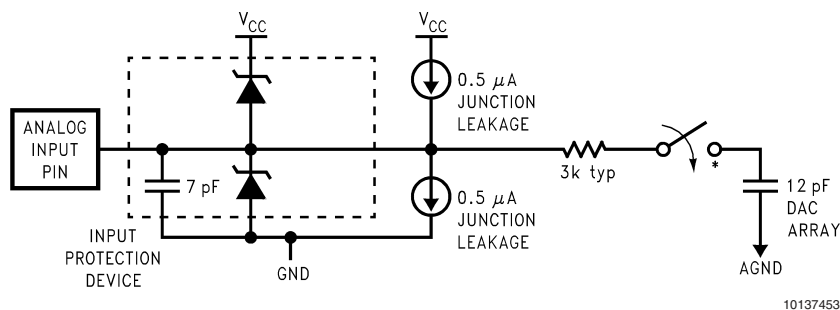 V_CC
V_CC
0.5 μA
JUNCTION
LEAKAGE
ANALOG
INPUT
PIN
7 pF
3k typ
*
12 pF
DAC
ARRAY
0.5 μA
JUNCTION
LEAKAGE
INPUT
PROTECTION
DEVICE
GND
AGND
10137453